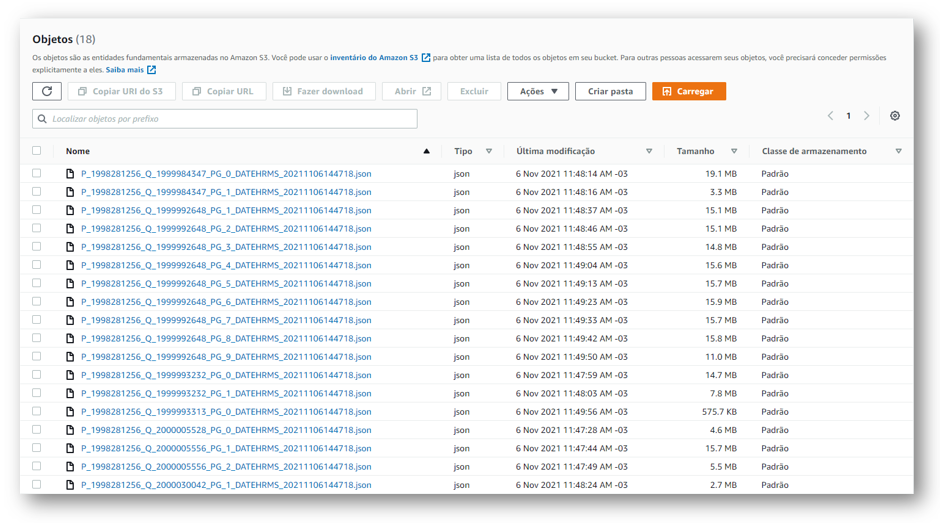 Objetos (18)
Os objetos são as entidades fundamentais armazenadas no Amazon S3. Você pode usar o inventário do Amazon S3 para obter uma lista de todos os objetos em seu bucket. Para outras pessoas acessarem seus objetos, você precisará conceder permissões
explicitamente a eles. Saiba mais
Copiar URI do S3 Copiar URL Fazer download Abrir Excluir Ações Criar pasta Carregar
Localizar objetos por prefixo 1
Nome Tipo Última modificação Tamanho Classe de armazenamento
P_1998281256_Q_1999984347_PG_0_DATEHRMS_20211106144718.json json 6 Nov 2021 11:48:14 AM -03 19.1 MB Padrão
P_1998281256_Q_1999984347_PG_1_DATEHRMS_20211106144718.json json 6 Nov 2021 11:48:16 AM -03 3.3 MB Padrão
P_1998281256_Q_1999992648_PG_1_DATEHRMS_20211106144718.json json 6 Nov 2021 11:48:37 AM -03 15.1 MB Padrão
P_1998281256_Q_1999992648_PG_2_DATEHRMS_20211106144718.json json 6 Nov 2021 11:48:46 AM -03 15.1 MB Padrão
P_1998281256_Q_1999992648_PG_3_DATEHRMS_20211106144718.json json 6 Nov 2021 11:48:55 AM -03 14.8 MB Padrão
P_1998281256_Q_1999992648_PG_4_DATEHRMS_20211106144718.json json 6 Nov 2021 11:49:04 AM -03 15.6 MB Padrão
P_1998281256_Q_1999992648_PG_5_DATEHRMS_20211106144718.json json 6 Nov 2021 11:49:13 AM -03 15.7 MB Padrão
P_1998281256_Q_1999992648_PG_6_DATEHRMS_20211106144718.json json 6 Nov 2021 11:49:23 AM -03 15.9 MB Padrão
P_1998281256_Q_1999992648_PG_7_DATEHRMS_20211106144718.json json 6 Nov 2021 11:49:33 AM -03 15.7 MB Padrão
P_1998281256_Q_1999992648_PG_8_DATEHRMS_20211106144718.json json 6 Nov 2021 11:49:42 AM -03 15.8 MB Padrão
P_1998281256_Q_1999992648_PG_9_DATEHRMS_20211106144718.json json 6 Nov 2021 11:49:50 AM -03 11.0 MB Padrão
P_1998281256_Q_1999993232_PG_0_DATEHRMS_20211106144718.json json 6 Nov 2021 11:47:59 AM -03 14.7 MB Padrão
P_1998281256_Q_1999993232_PG_1_DATEHRMS_20211106144718.json json 6 Nov 2021 11:48:03 AM -03 7.8 MB Padrão
P_1998281256_Q_1999993313_PG_0_DATEHRMS_20211106144718.json json 6 Nov 2021 11:49:56 AM -03 575.7 KB Padrão
P_1998281256_Q_2000005528_PG_0_DATEHRMS_20211106144718.json json 6 Nov 2021 11:47:28 AM -03 4.6 MB Padrão
P_1998281256_Q_2000005556_PG_1_DATEHRMS_20211106144718.json json 6 Nov 2021 11:47:44 AM -03 15.7 MB Padrão
P_1998281256_Q_2000005556_PG_2_DATEHRMS_20211106144718.json json 6 Nov 2021 11:47:49 AM -03 5.5 MB Padrão
P_1998281256_Q_2000030042_PG_1_DATEHRMS_20211106144718.json json 6 Nov 2021 11:48:24 AM -03 2.7 MB Padrão